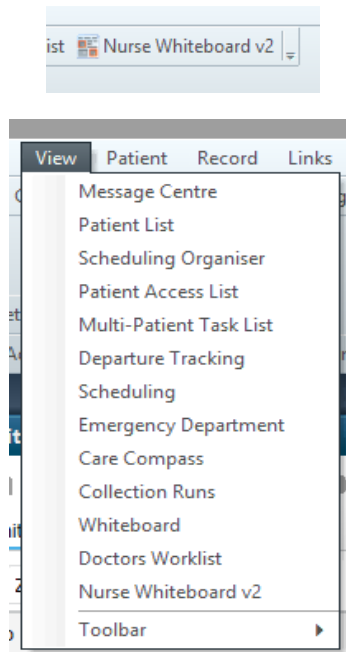 ist Nurse Whiteboard v2
View Patient Record Links
Message Centre
Patient List
Scheduling Organiser
Patient Access List
Multi-Patient Task List
Departure Tracking
Scheduling
Emergency Department
Care Compass
Collection Runs
Whiteboard
Doctors Worklist
Nurse Whiteboard v2
Toolbar